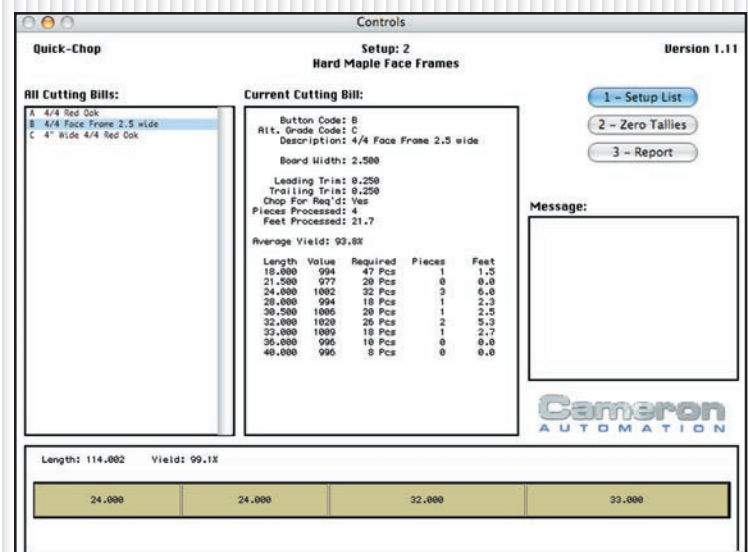 Controls
Quick-Chop
Setup: 2
Version 1.11
Hard Maple Face Frames
All Cutting Bills:
A 4/4 Red Oak
B 4/4 Face Frame 2.5 wide
C 4" Wide 4/4 Red Oak
Current Cutting Bill:
Button Code: B
Alt. Grade Code: C
Description: 4/4 Face Frame 2.5 wide
Board Width: 2.500
Leading Trim: 0.250
Trailing Trim: 0.250
Chop For Req'd: Yes
Pieces Processed: 4
Feet Processed: 21.7
Average Yield: 93.8%
Length Value Required Pieces Feet
18.000 994 47 Pcs 1 1.5
21.500 977 20 Pcs 0 0.0
24.000 1002 32 Pcs 3 6.0
28.000 994 18 Pcs 1 2.3
30.500 1006 20 Pcs 1 2.5
32.000 1020 26 Pcs 2 5.3
33.000 1009 18 Pcs 1 2.7
36.000 996 10 Pcs 0 0.0
40.000 996 8 Pcs 0 0.0
1 - Setup List
2 - Zero Tallies
3 - Report
Message:
Cameron
AUTOMATION
Length: 114.002 Yield: 99.1%
24.000 24.000 32.000 33.000